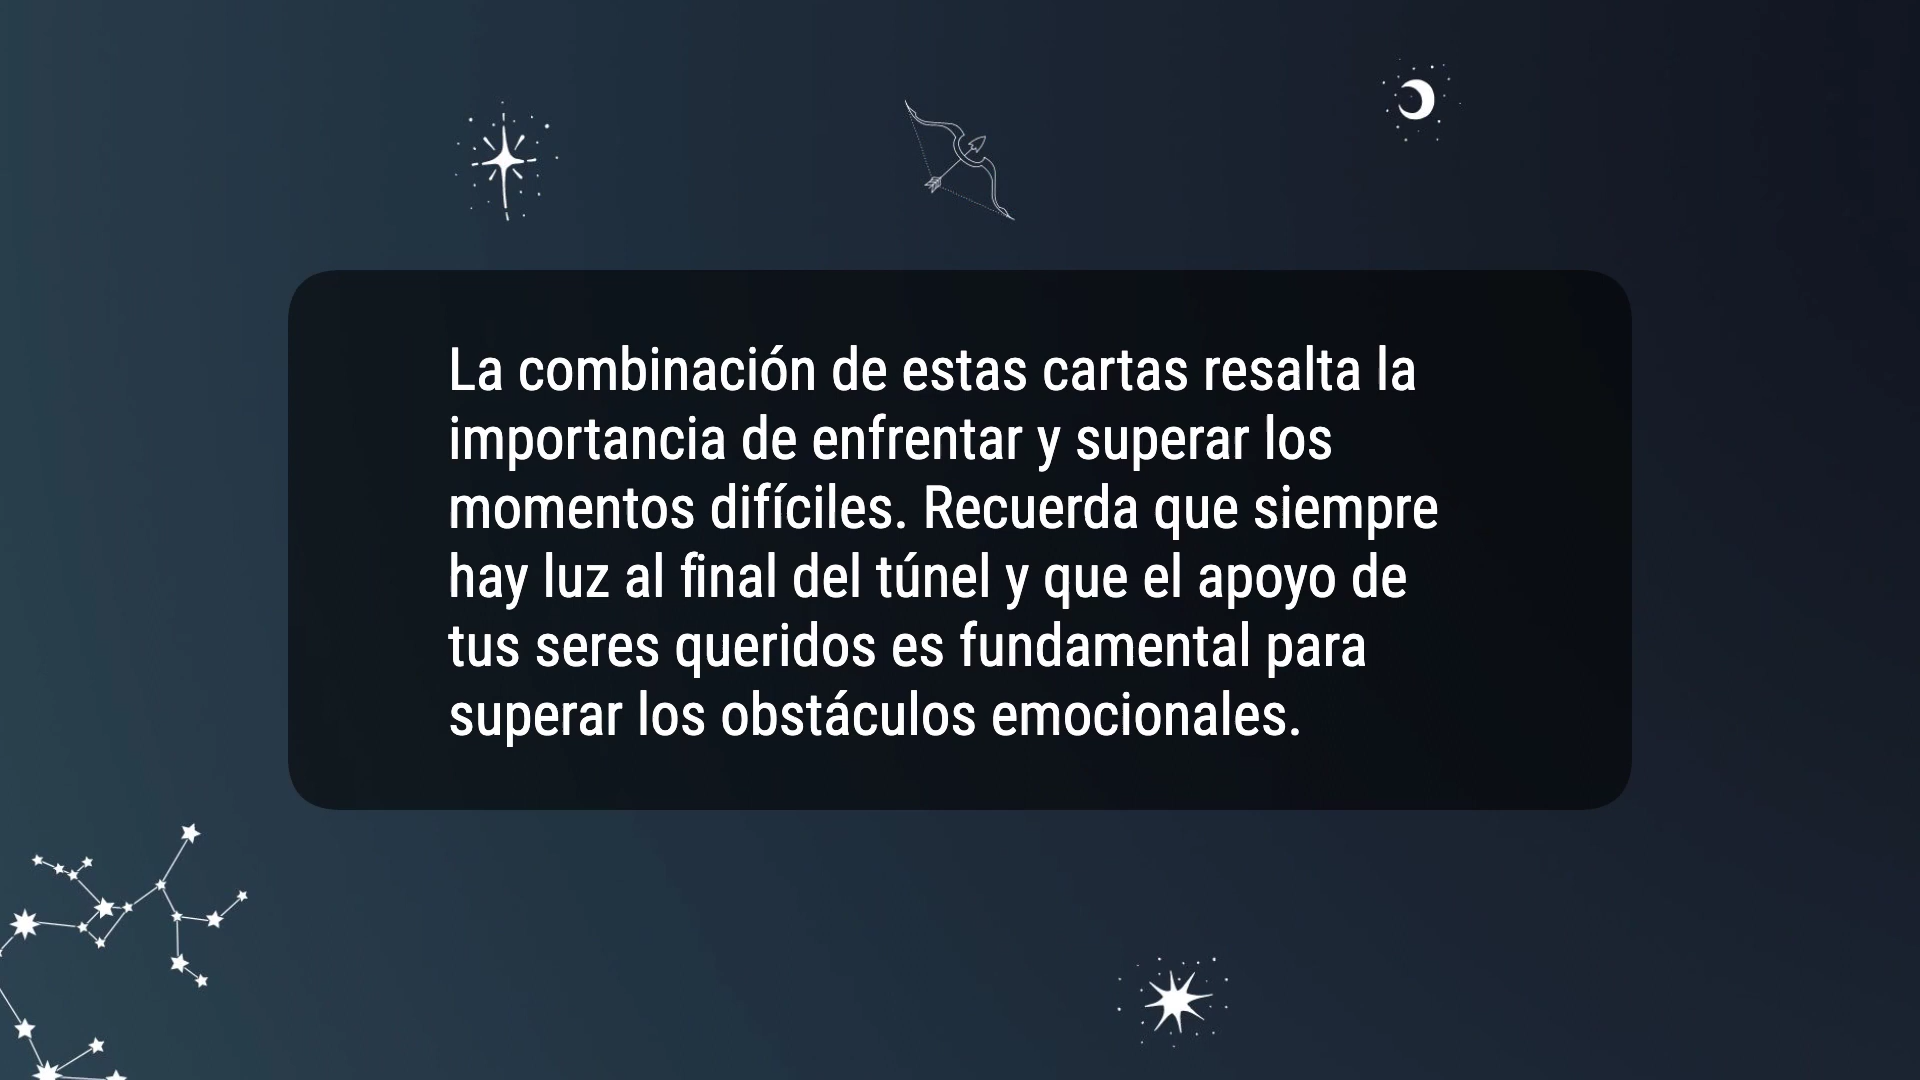 La combinación de estas cartas resalta la
importancia de enfrentar y superar los
momentos difíciles. Recuerda que siempre
hay luz al final del túnel y que el apoyo de
tus seres queridos es fundamental para
superar los obstáculos emocionales.